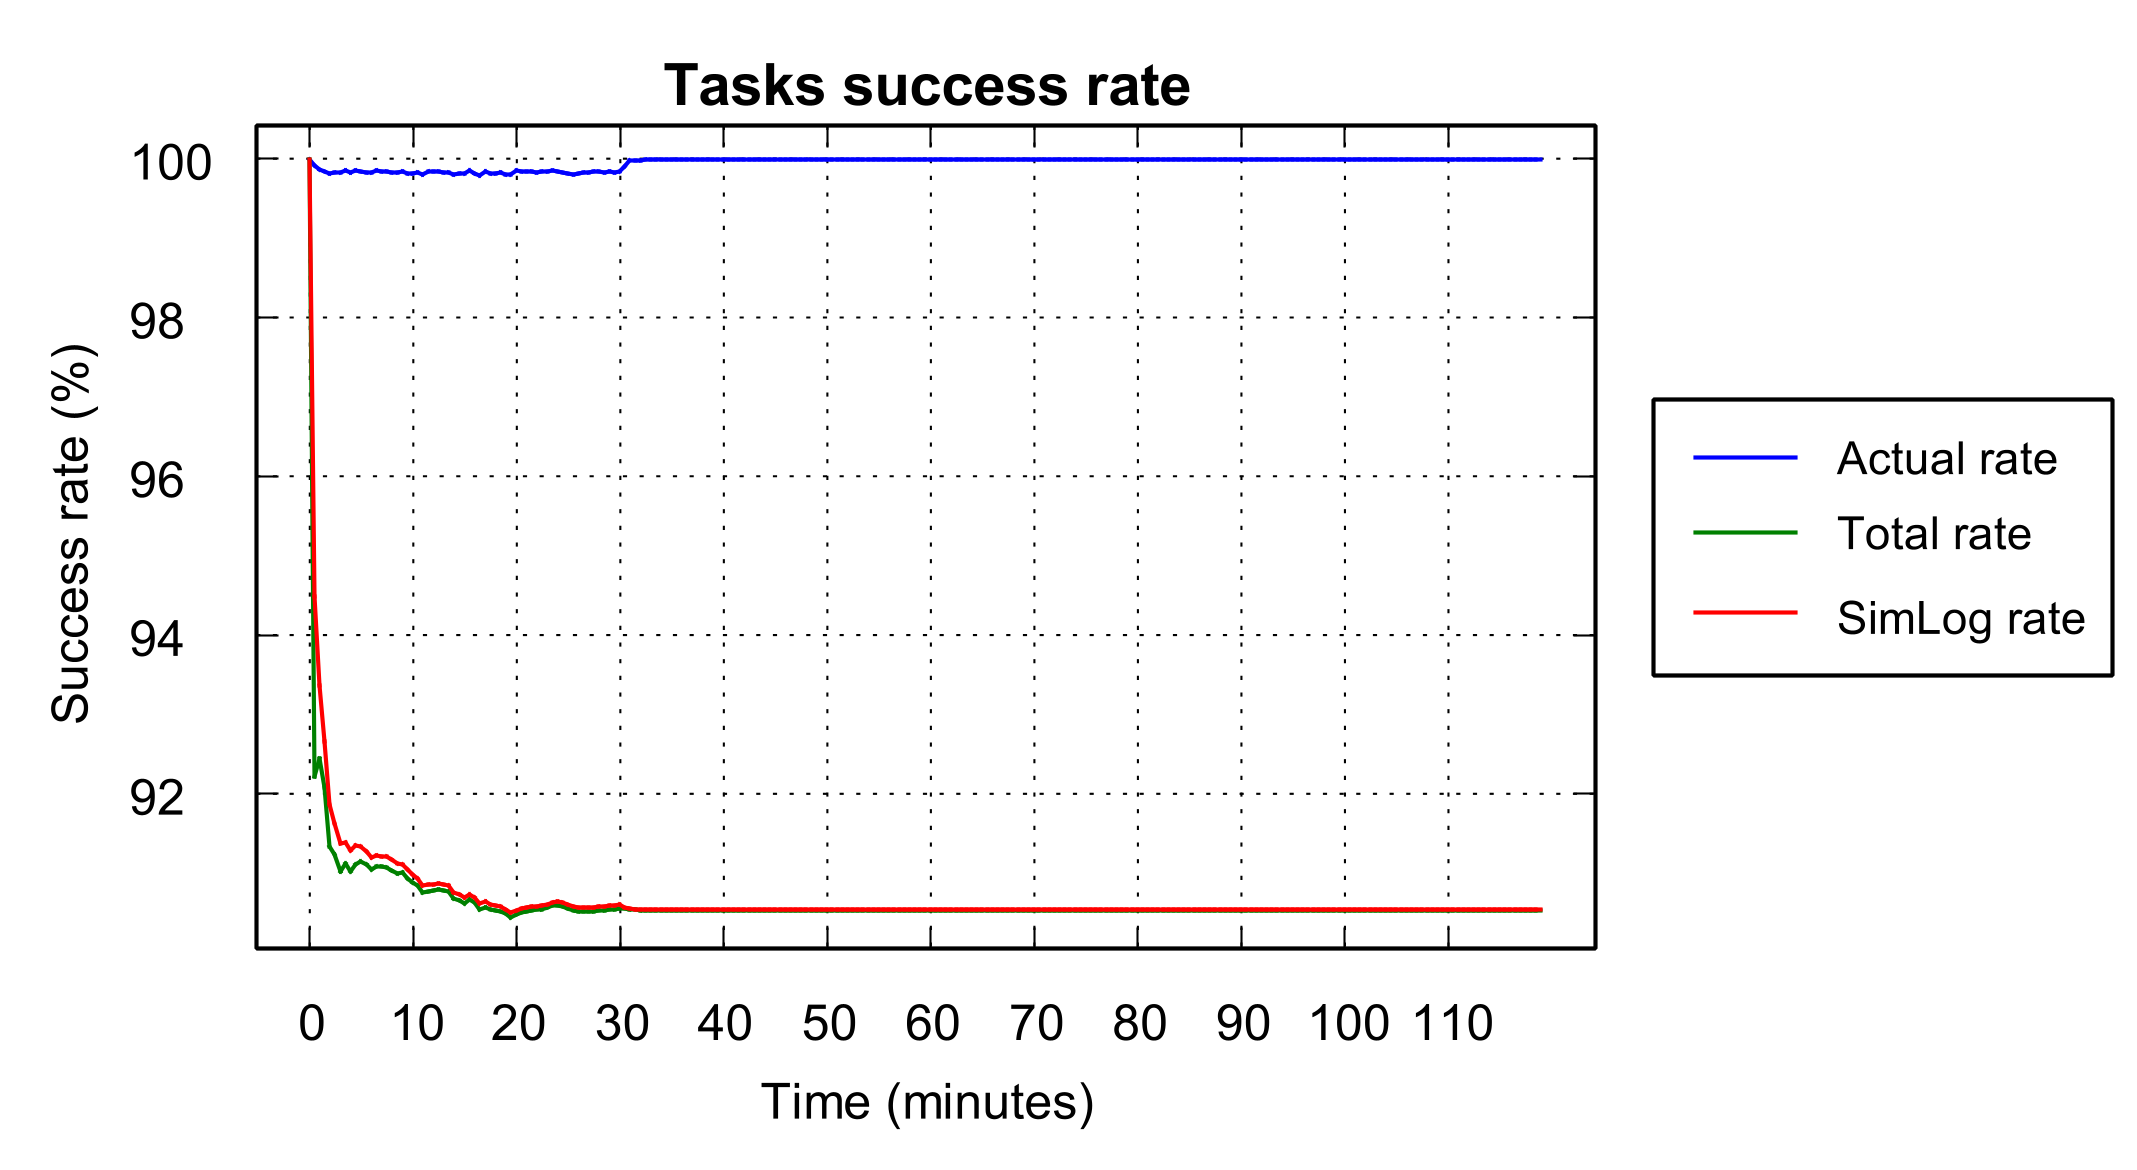 Tasks success rate
100
98
96
94
92
Success rate (%)
0 10 20 30 40 50 60 70 80 90 100 110
Time (minutes)
Actual rate
Total rate
SimLog rate